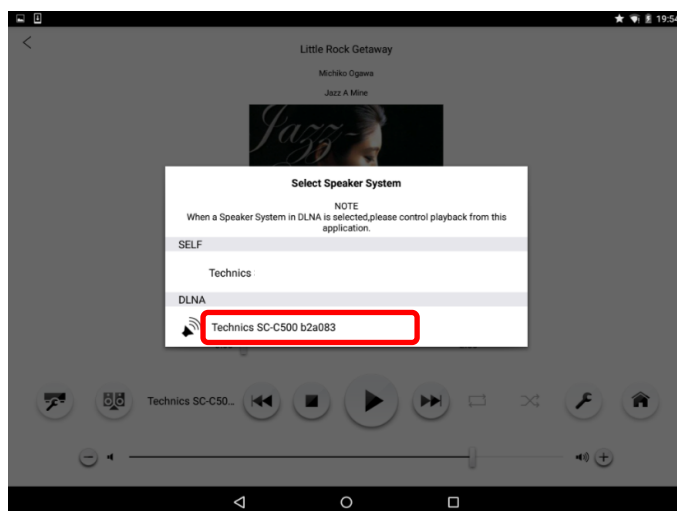 19:54
Little Rock Getaway
Michiko Ogawa
Jazz A Mine
Jazz
Select Speaker System
NOTE
When a Speaker System in DLNA is selected,please control playback from this
application.
SELF
Technics
DLNA
Technics SC-C500 b2a083
Technics SC-C50...